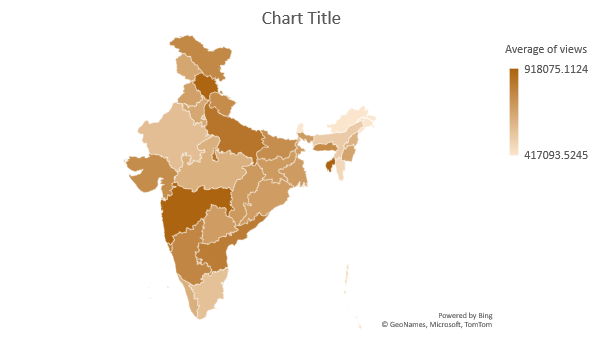 Chart Title
Average of views
918075.1124
417093.5245
Powered by Bing
© GeoNames, Microsoft, TomTom